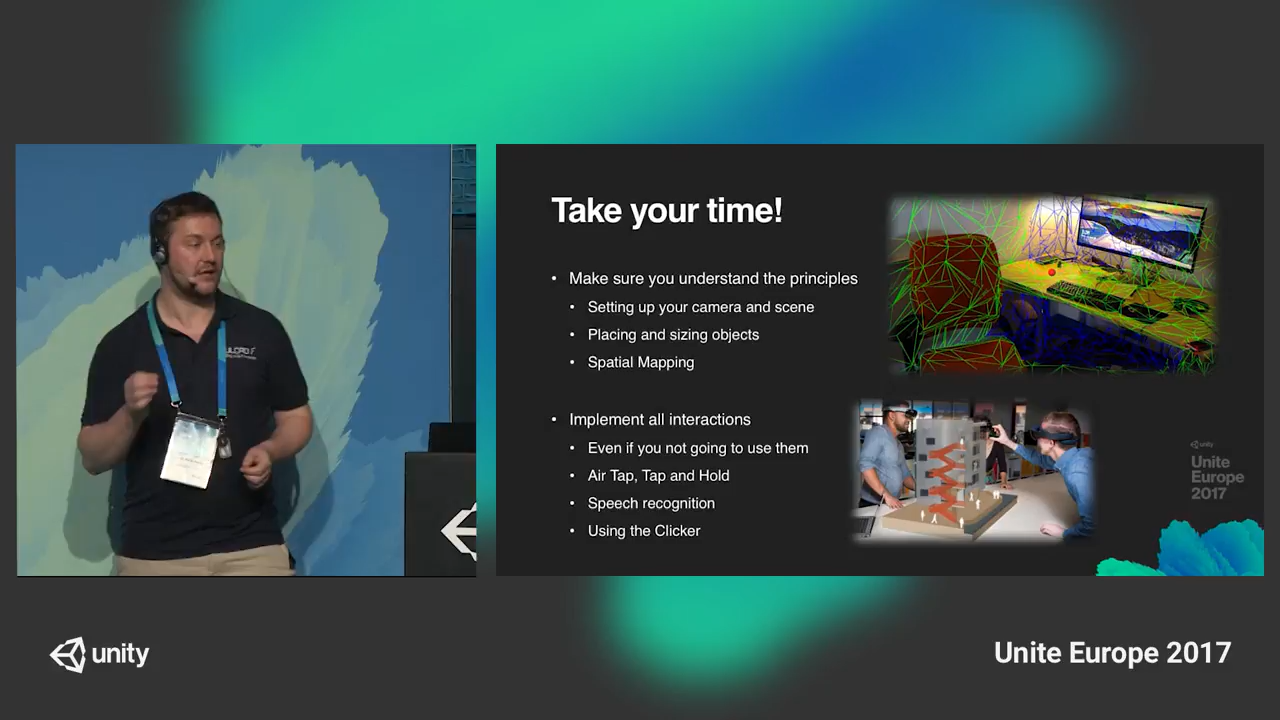 Take your time!
• Make sure you understand the principles
• Setting up your camera and scene
• Placing and sizing objects
• Spatial Mapping
• Implement all interactions
• Even if you not going to use them
• Air Tap, Tap and Hold
• Speech recognition
• Using the Clicker
unity
Unite
Europe
2017
unity
Unite Europe 2017